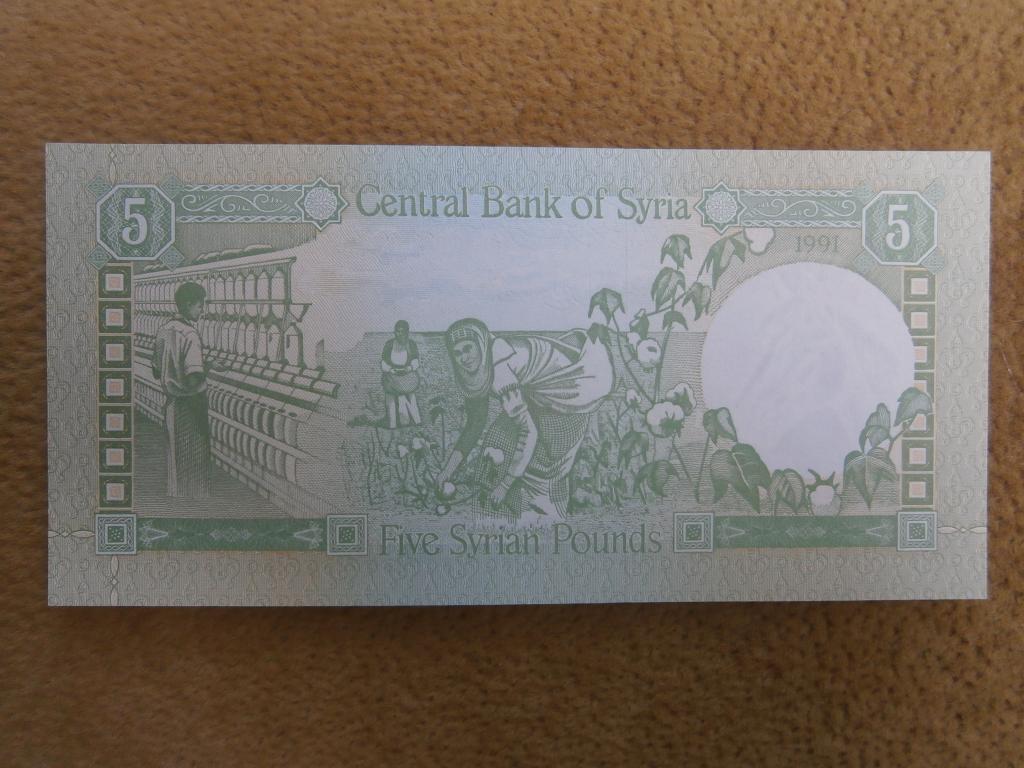 5 Central Bank of Syria 5
1991
Five Syrian Pounds